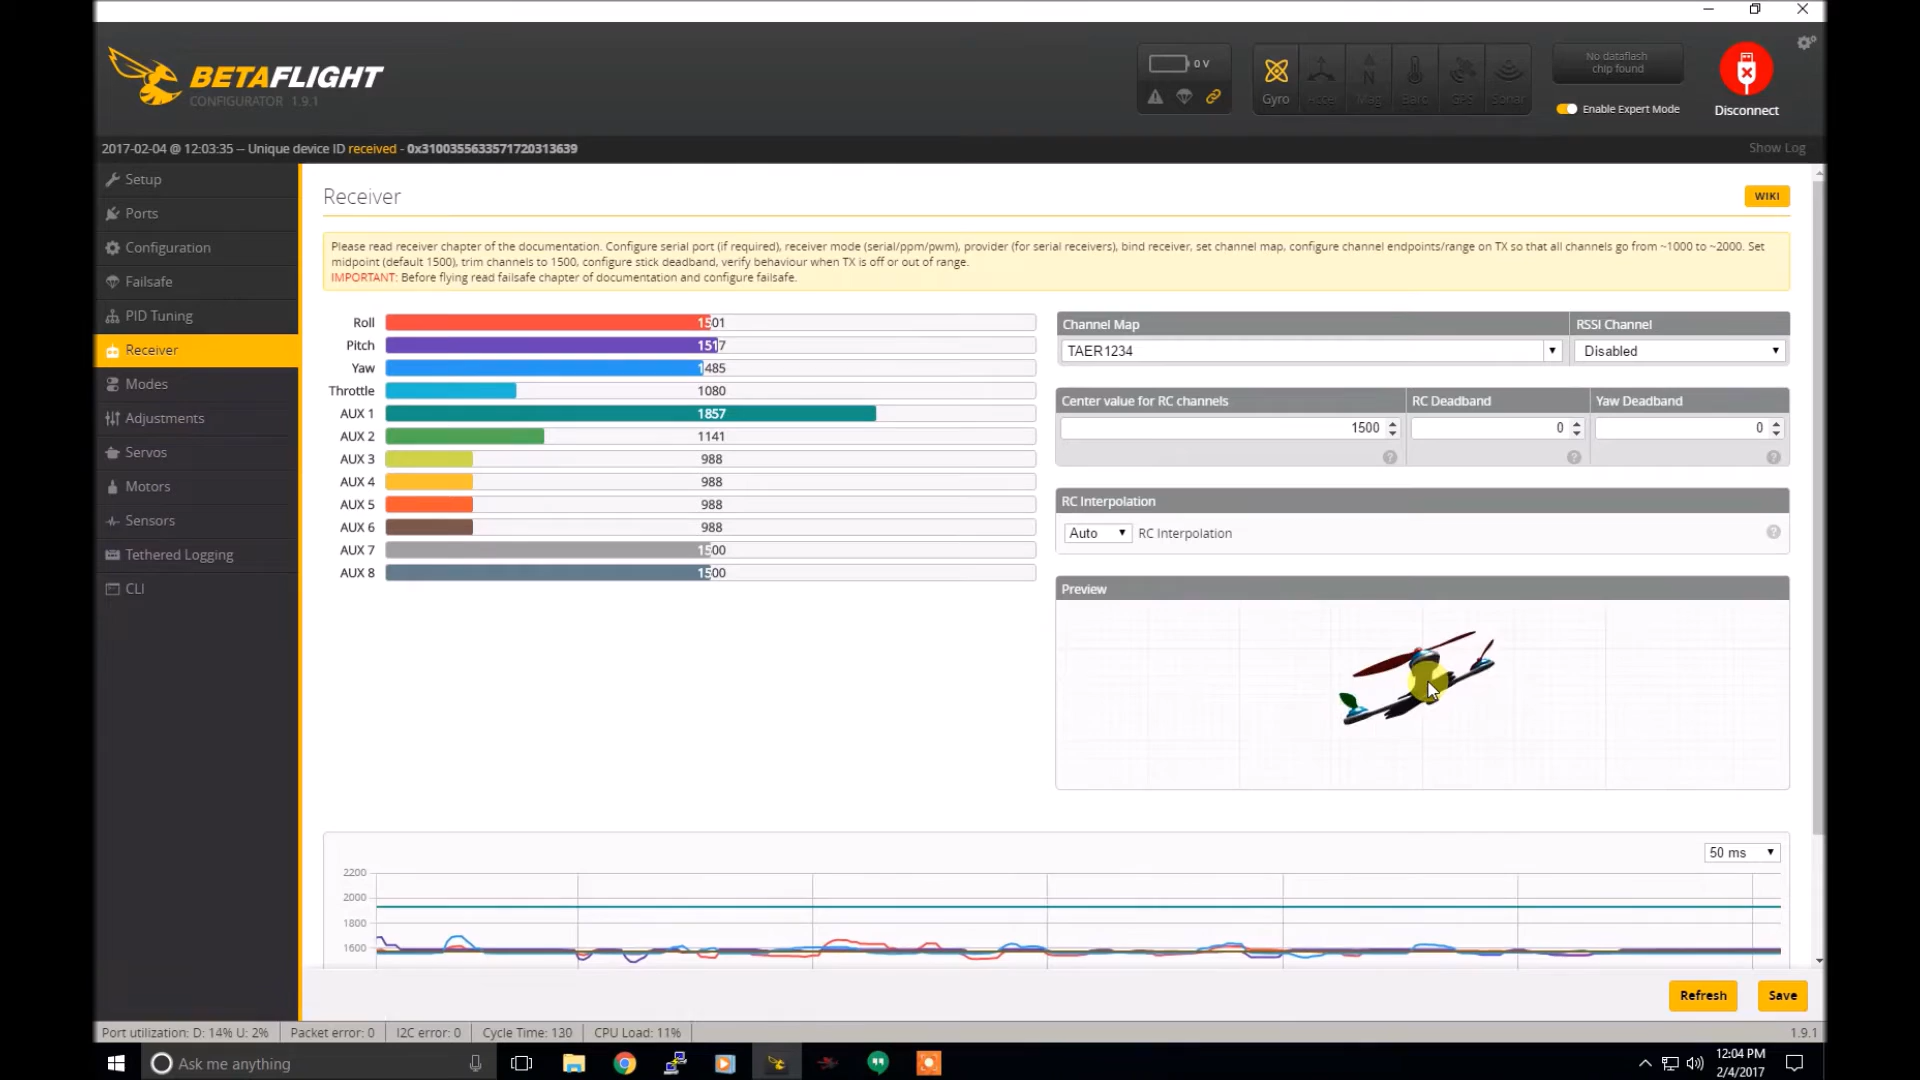 BETAFLIGHT
CONFIGURATOR 1.9.1
0 V
Gyro
Accel
Mag
Baro
GPS
Sonar
No dataflash
chip found
Enable Expert Mode
Disconnect
2017-02-04 @ 12:03:35 -- Unique device ID received - 0x3100355633571720313639
Show Log
Setup
Ports
Configuration
Failsafe
PID Tuning
Receiver
Modes
Adjustments
Servos
Motors
Sensors
Tethered Logging
CLI
Receiver
WIKI
Please read receiver chapter of the documentation. Configure serial port (if required), receiver mode (serial/ppm/pwm), provider (for serial receivers), bind receiver, set channel map, configure channel endpoints/range on TX so that all channels go from ~1000 to ~2000. Set
midpoint (default 1500), trim channels to 1500, configure stick deadband, verify behaviour when TX is off or out of range.
IMPORTANT: Before flying read failsafe chapter of documentation and configure failsafe.
Roll 1501
Pitch 1517
Yaw 1485
Throttle 1080
AUX 1 1857
AUX 2 1141
AUX 3 988
AUX 4 988
AUX 5 988
AUX 6 988
AUX 7 1500
AUX 8 1500
Channel Map RSSI Channel
TAER1234 Disabled
Center value for RC channels RC Deadband Yaw Deadband
1500 0 0
? ? ?
RC Interpolation
Auto RC Interpolation ?
Preview
50 ms
2200
2000
1800
1600
Refresh Save
Port utilization: D: 14% U: 2% Packet error: 0 I2C error: 0 Cycle Time: 130 CPU Load: 11% 1.9.1
Ask me anything
12:04 PM
2/4/2017